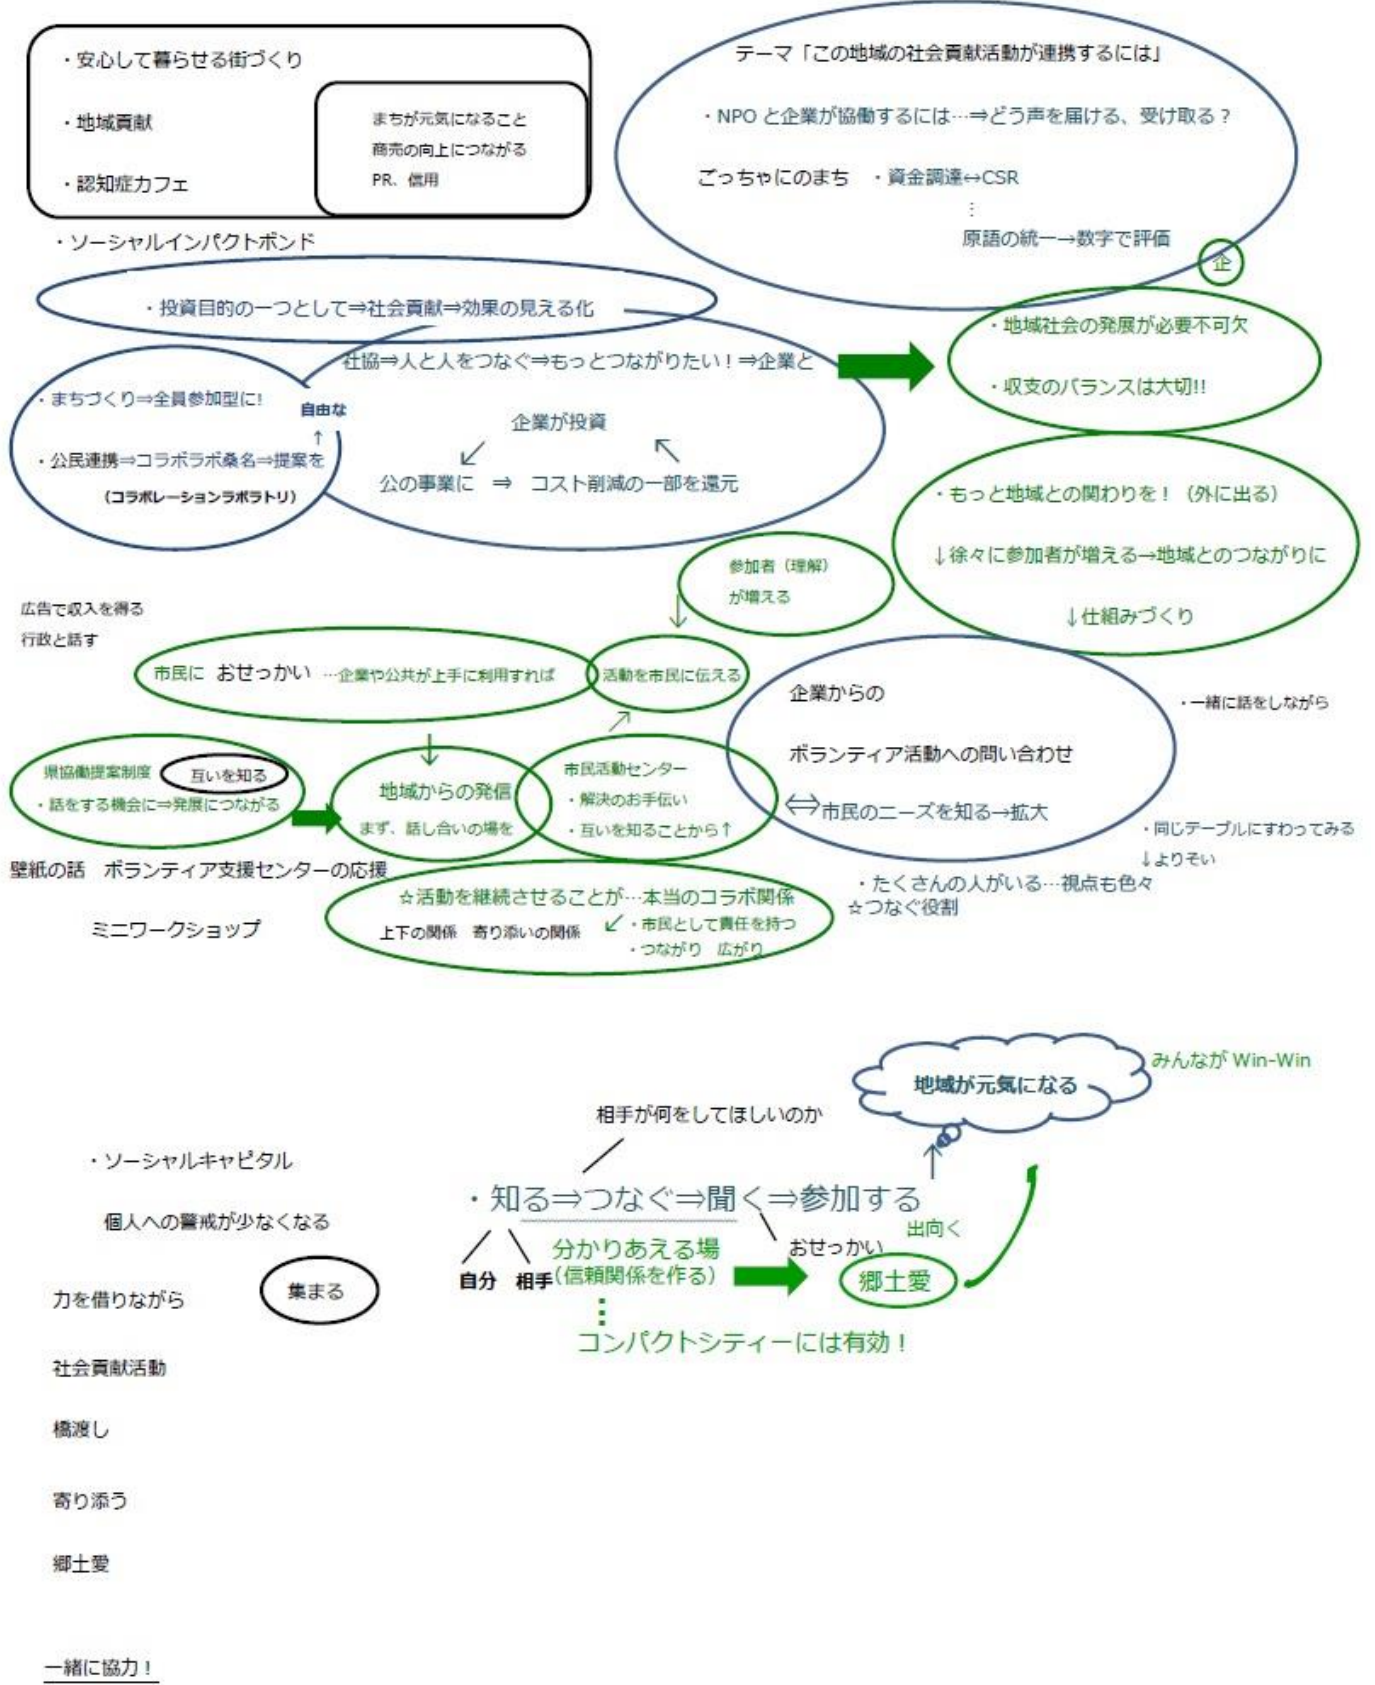 ・安心して暮らせる街づくり
・地域貢献
・認知症カフェ
まちが元気になること
商売の向上につながる
PR、信用
テーマ「この地域の社会貢献活動が連携するには」
・NPO と企業が協働するには…⇒どう声を届ける、受け取る？
ごっちゃにのまち ・資金調達↔CSR
⋮
原語の統一→数字で評価
企
・ソーシャルインパクトボンド
・投資目的の一つとして⇒社会貢献⇒効果の見える化
・地域社会の発展が必要不可欠
・収支のバランスは大切!!
社協⇒人と人をつなぐ⇒もっとつながりたい！⇒企業と
企業が投資
↙ ↖
公の事業に ⇒ コスト削減の一部を還元
・まちづくり⇒全員参加型に!
自由な
↑
・公民連携⇒コラボラボ桑名⇒提案を
（コラボレーションラボラトリ）
・もっと地域との関わりを！（外に出る）
↓徐々に参加者が増える→地域とのつながりに
↓仕組みづくり
参加者（理解）
が増える
↓
広告で収入を得る
行政と話す
市民に おせっかい …企業や公共が上手に利用すれば
活動を市民に伝える
↗
↓
企業からの
ボランティア活動への問い合わせ
⇔市民のニーズを知る→拡大
・一緒に話をしながら
県協働提案制度 互いを知る
・話をする機会に⇒発展につながる
地域からの発信
まず、話し合いの場を
市民活動センター
・解決のお手伝い
・互いを知ることから↑
・同じテーブルにすわってみる
↓よりそい
・たくさんの人がいる…視点も色々
☆つなぐ役割
壁紙の話 ボランティア支援センターの応援
ミニワークショップ
☆活動を継続させることが…本当のコラボ関係
上下の関係 寄り添いの関係 ↙・市民として責任を持つ
・つながり 広がり
地域が元気になる
みんなが Win-Win
相手が何をしてほしいのか
・ソーシャルキャピタル
・知る⇒つなぐ⇒聞く⇒参加する
↑
個人への警戒が少なくなる
出向く
おせっかい
分かりあえる場
自分 相手(信頼関係を作る)
郷土愛
⋮
コンパクトシティーには有効！
集まる
力を借りながら
社会貢献活動
橋渡し
寄り添う
郷土愛
一緒に協力！